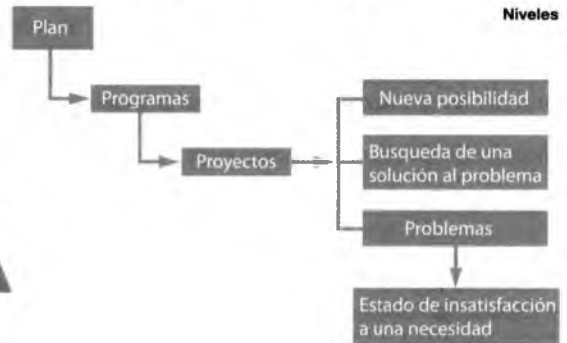 Niveles
Plan
Programas
Proyectos
Nueva posibilidad
Busqueda de una
solución al problema
Problemas
Estado de insatisfacción
a una necesidad